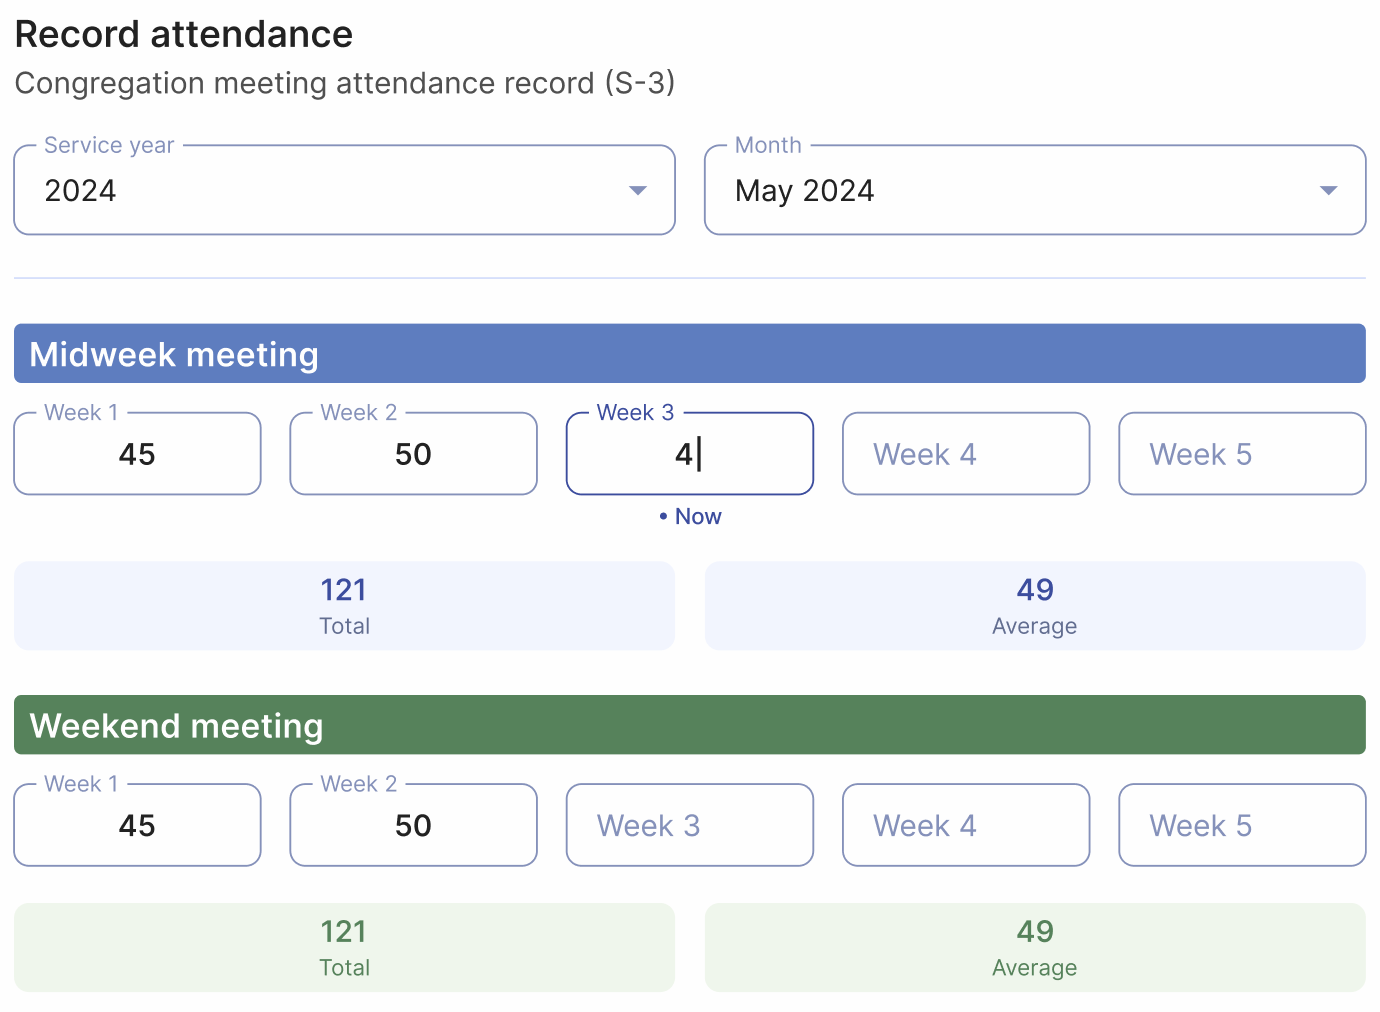 Record attendance
Congregation meeting attendance record (S-3)
Service year
Month
2024
May 2024
Midweek meeting
Week 1
Week 2
Week 3
45
50
4
Week 4
Week 5
• Now
121
49
Total
Average
Weekend meeting
Week 1
Week 2
45
50
Week 3
Week 4
Week 5
121
49
Total
Average